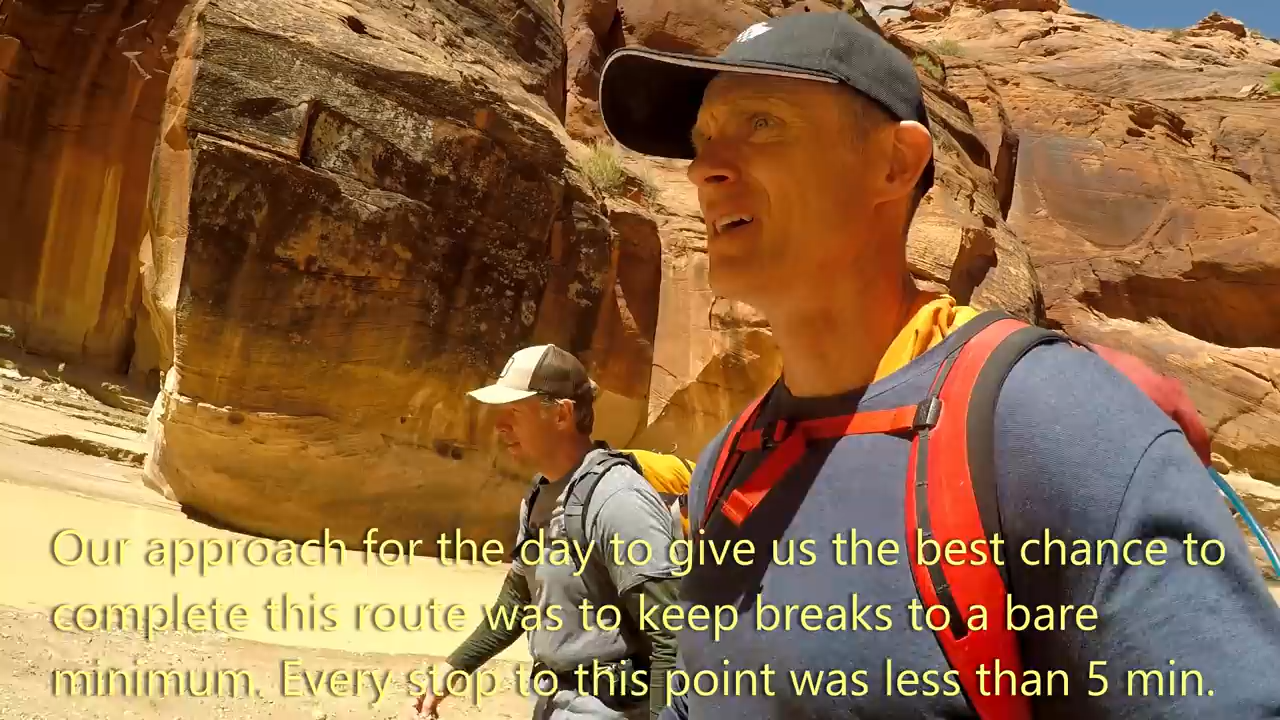 Our approach for the day to give us the best chance to
complete this route was to keep breaks to a bare
minimum. Every stop to this point was less than 5 min.